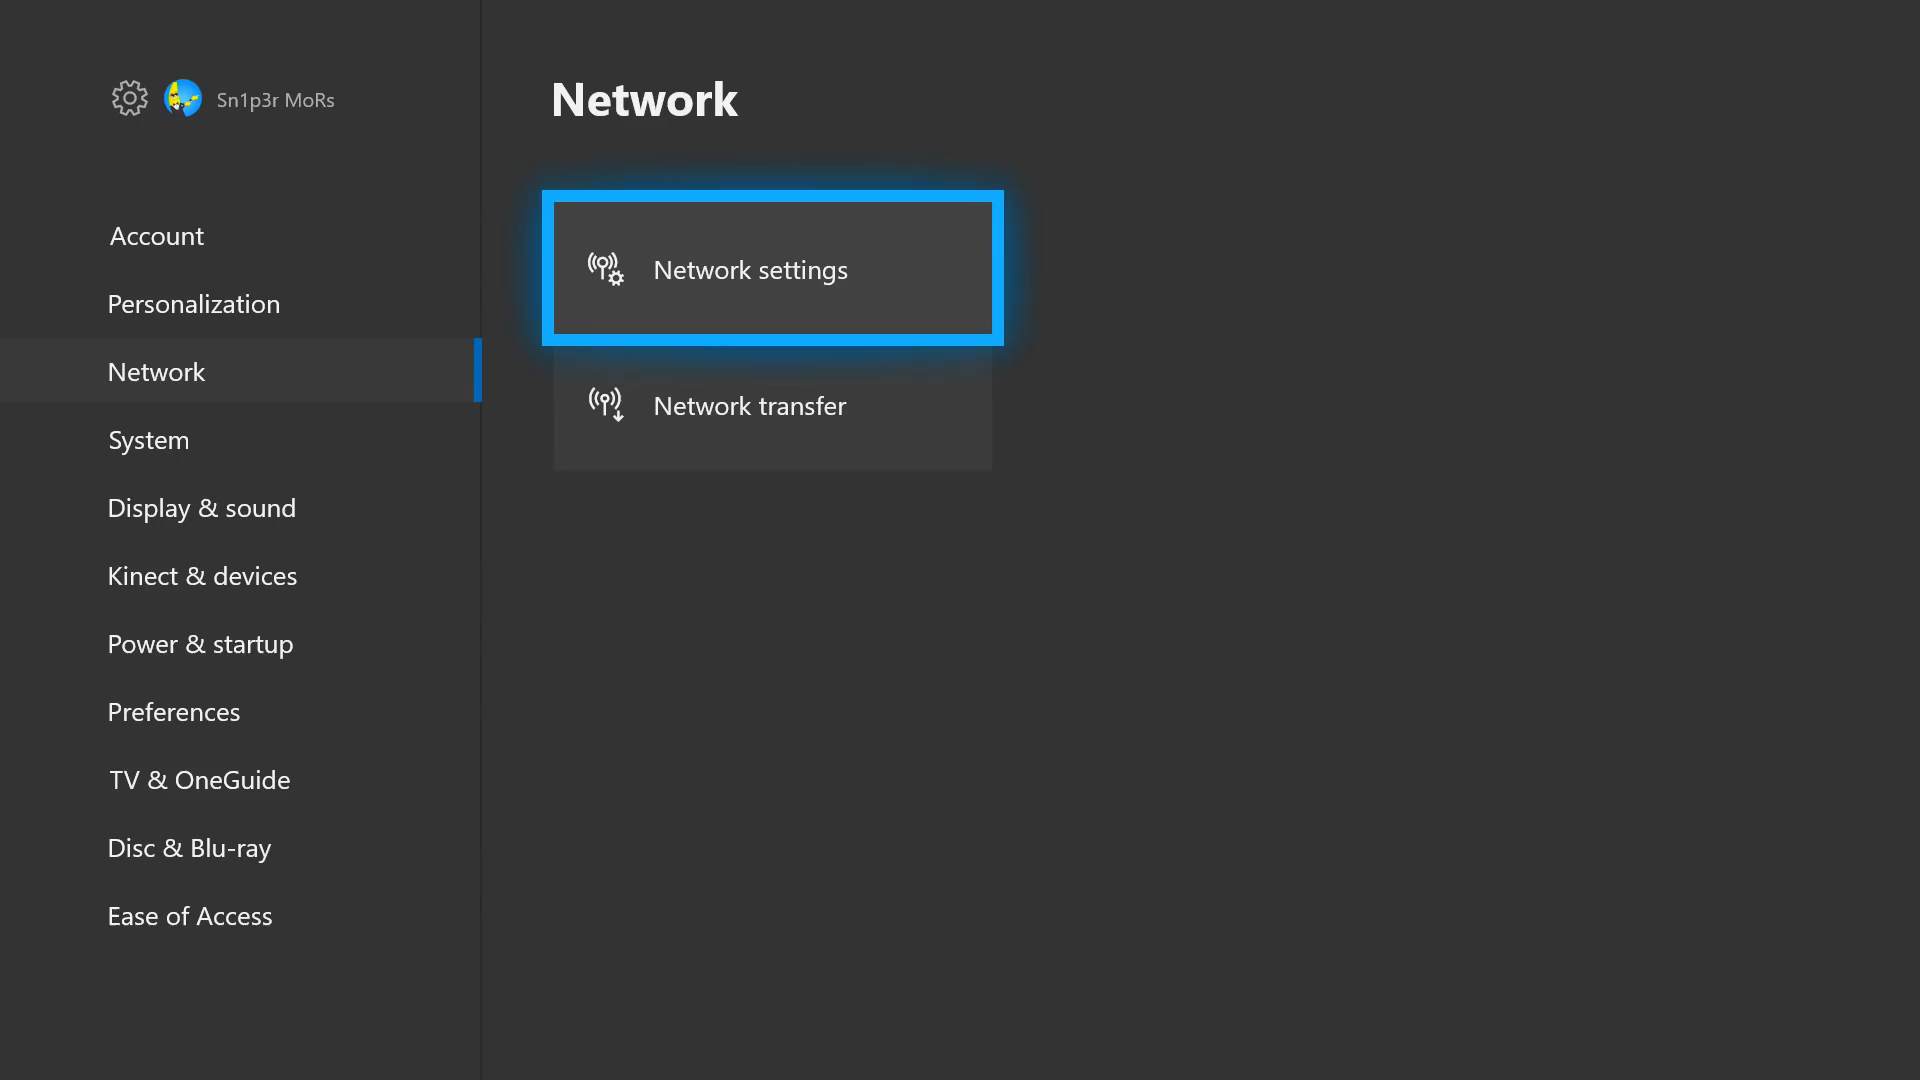 Sn1p3r MoRs
Account
Personalization
Network
System
Display & sound
Kinect & devices
Power & startup
Preferences
TV & OneGuide
Disc & Blu-ray
Ease of Access
Network
Network settings
Network transfer